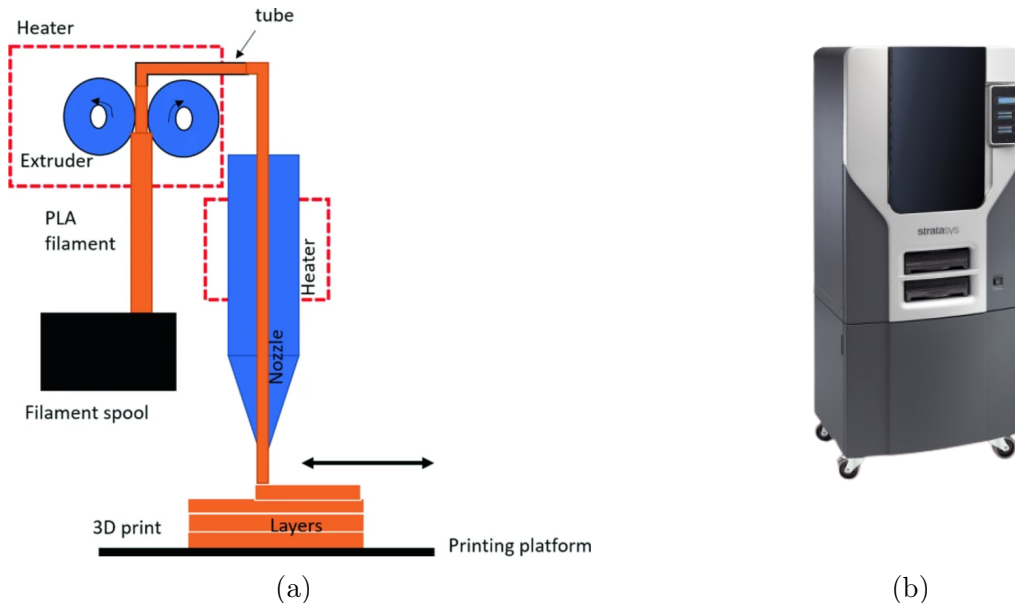 tube
Heater
Extruder
PLA
filament
Heater
Nozzle
Filament spool
3D print
Layers
Printing platform
(a)
stratasys
(b)